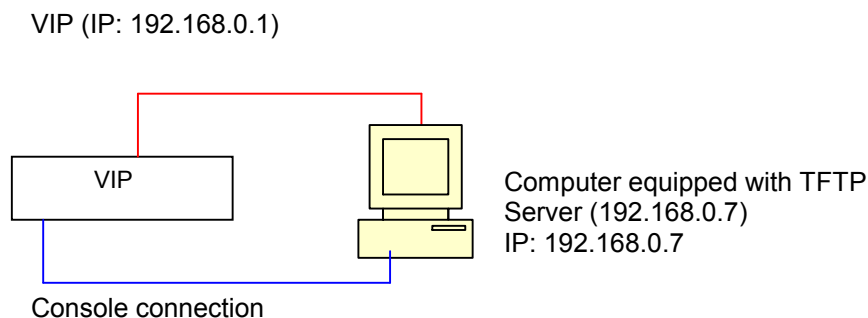 VIP (IP: 192.168.0.1)
VIP
Computer equipped with TFTP
Server (192.168.0.7)
IP: 192.168.0.7
Console connection